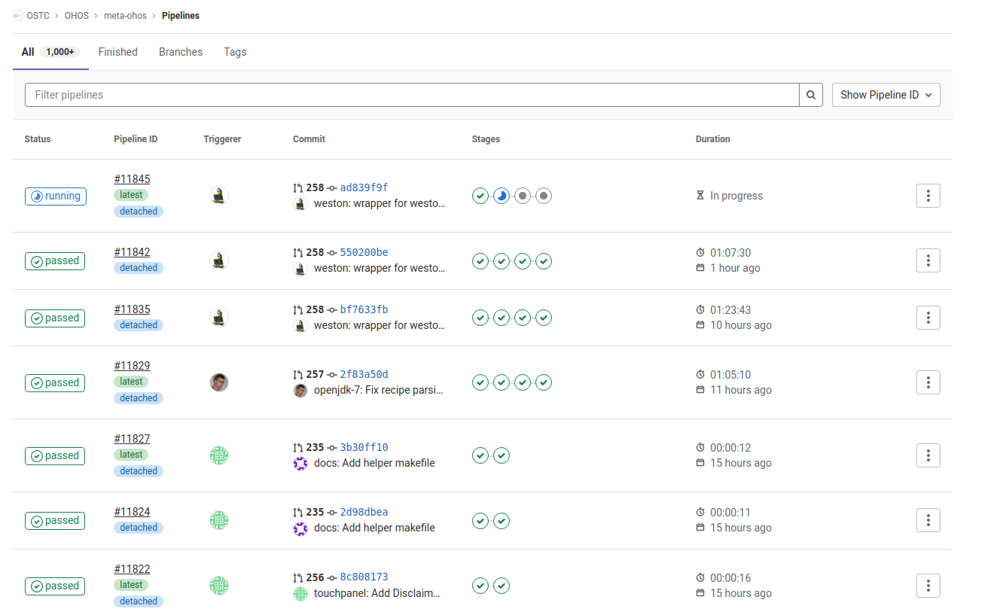 OSTC > OHOS > meta-ohos > Pipelines
All 1,000+ Finished Branches Tags
Filter pipelines Show Pipeline ID
Status Pipeline ID Triggerer Commit Stages Duration
running #11845 latest detached 258 ad839f9f In progress
weston: wrapper for westo...
passed #11842 detached 258 550200be 01:07:30
weston: wrapper for westo... 1 hour ago
passed #11835 detached 258 bf7633fb 01:23:43
weston: wrapper for westo... 10 hours ago
passed #11829 latest detached 257 2f83a50d 01:05:10
openjdk-7: Fix recipe parsi... 11 hours ago
passed #11827 latest detached 235 3b30ff10 00:00:12
docs: Add helper makefile 15 hours ago
passed #11824 detached 235 2d98dbea 00:00:11
docs: Add helper makefile 15 hours ago
passed #11822 latest detached 256 8c808173 00:00:16
touchpanel: Add Disclaim... 15 hours ago